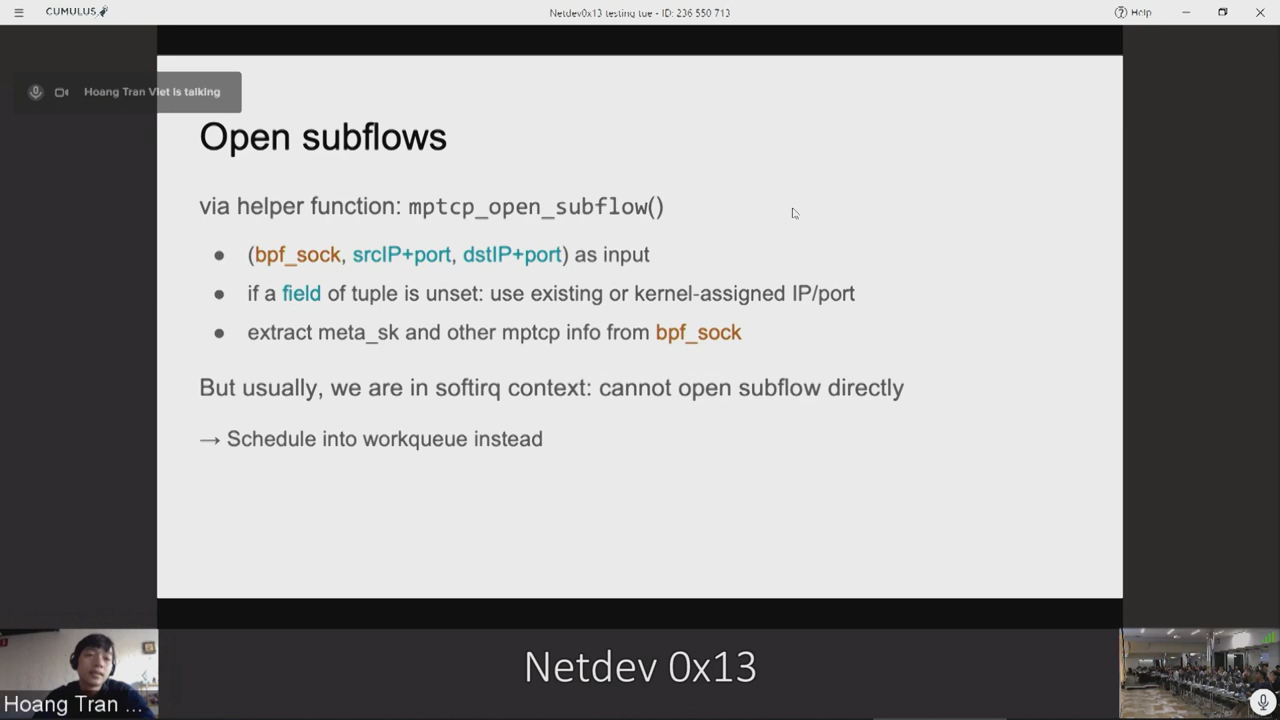 CUMULUS
Netdev0x13 testing tue - ID: 236 550 713
Help
Hoang Tran Viet is talking
Open subflows
via helper function: mptcp_open_subflow()
● (bpf_sock, srcIP+port, dstIP+port) as input
● if a field of tuple is unset: use existing or kernel-assigned IP/port
● extract meta_sk and other mptcp info from bpf_sock
But usually, we are in softirq context: cannot open subflow directly
→ Schedule into workqueue instead
Hoang Tran ...
Netdev 0x13